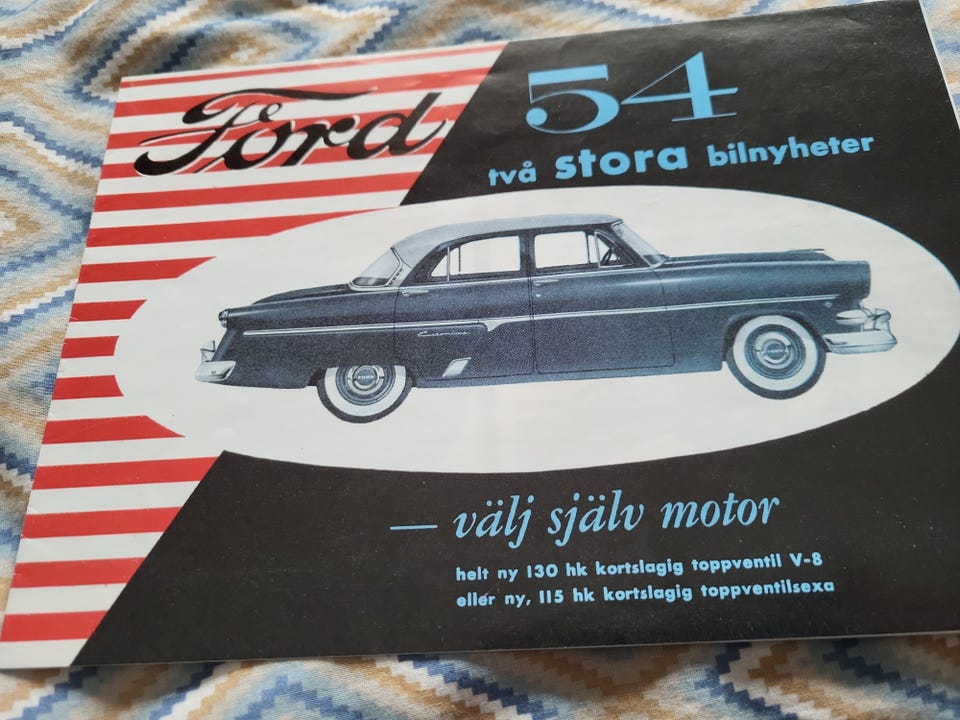 Ford
54
två stora bilnyheter
— välj själv motor
helt ny 130 hk kortslagig toppventil V-8
eller ny, 115 hk kortslagig toppventilsexa